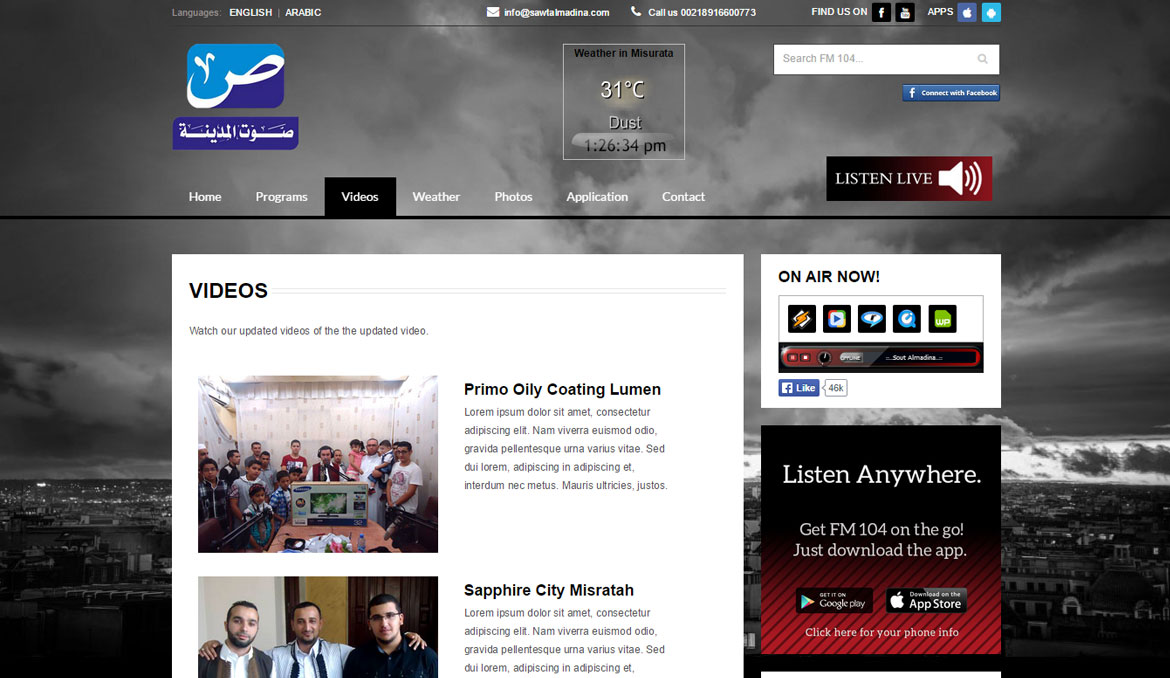 Languages: ENGLISH | ARABIC
info@sawtalmadina.com
Call us 00218916600773
FIND US ON
APPS
ص
صوت المدينة
Weather in Misurata
31°C
Dust
1:26:34 pm
Search FM 104...
Connect with Facebook
LISTEN LIVE
Home Programs Videos Weather Photos Application Contact
VIDEOS
Watch our updated videos of the the updated video.
Primo Oily Coating Lumen
Lorem ipsum dolor sit amet, consectetur
adipiscing elit. Nam viverra euismod odio,
gravida pellentesque urna varius vitae. Sed
dui lorem, adipiscing in adipiscing et,
interdum nec metus. Mauris ultricies, justos.
Sapphire City Misratah
Lorem ipsum dolor sit amet, consectetur
adipiscing elit. Nam viverra euismod odio,
gravida pellentesque urna varius vitae. Sed
dui lorem, adipiscing in adipiscing et,
ON AIR NOW!
WP
OFFLINE
::..Sout Almadina..::
Like 46k
Listen Anywhere.
Get FM 104 on the go!
Just download the app.
GET IT ON
Google play
Download on the
App Store
Click here for your phone info